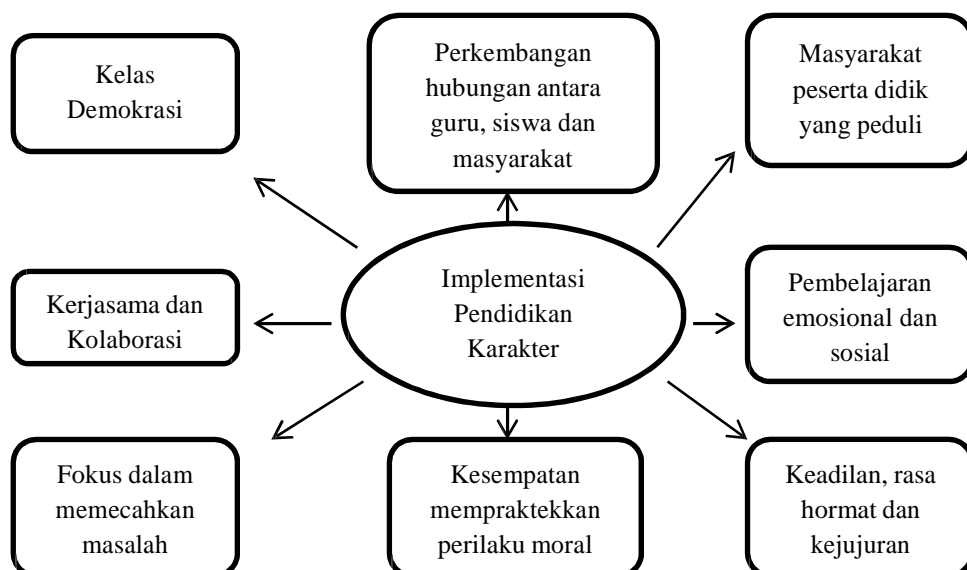 Kelas
Demokrasi
Perkembangan
hubungan antara
guru, siswa dan
masyarakat
Masyarakat
peserta didik
yang peduli
Kerjasama dan
Kolaborasi
Implementasi
Pendidikan
Karakter
Pembelajaran
emosional dan
sosial
Fokus dalam
memecahkan
masalah
Kesempatan
mempraktekkan
perilaku moral
Keadilan, rasa
hormat dan
kejujuran